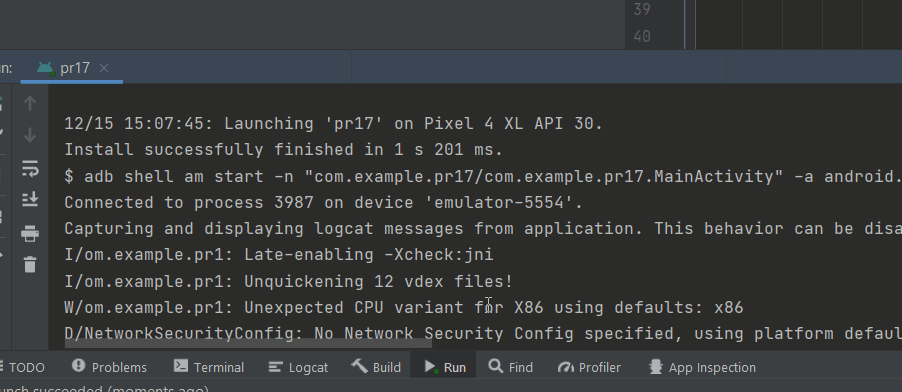 39
40
n:
pr17
12/15 15:07:45: Launching 'pr17' on Pixel 4 XL API 30.
Install successfully finished in 1 s 201 ms.
$ adb shell am start -n "com.example.pr17/com.example.pr17.MainActivity" -a android.
Connected to process 3987 on device 'emulator-5554'.
Capturing and displaying logcat messages from application. This behavior can be disa
I/om.example.pr1: Late-enabling -Xcheck:jni
I/om.example.pr1: Unquickening 12 vdex files!
W/om.example.pr1: Unexpected CPU variant for X86 using defaults: x86
D/NetworkSecurityConfig: No Network Security Config specified, using platform defaul
TODO Problems Terminal Logcat Build Run Find Profiler App Inspection
unch succeeded (moments ago)